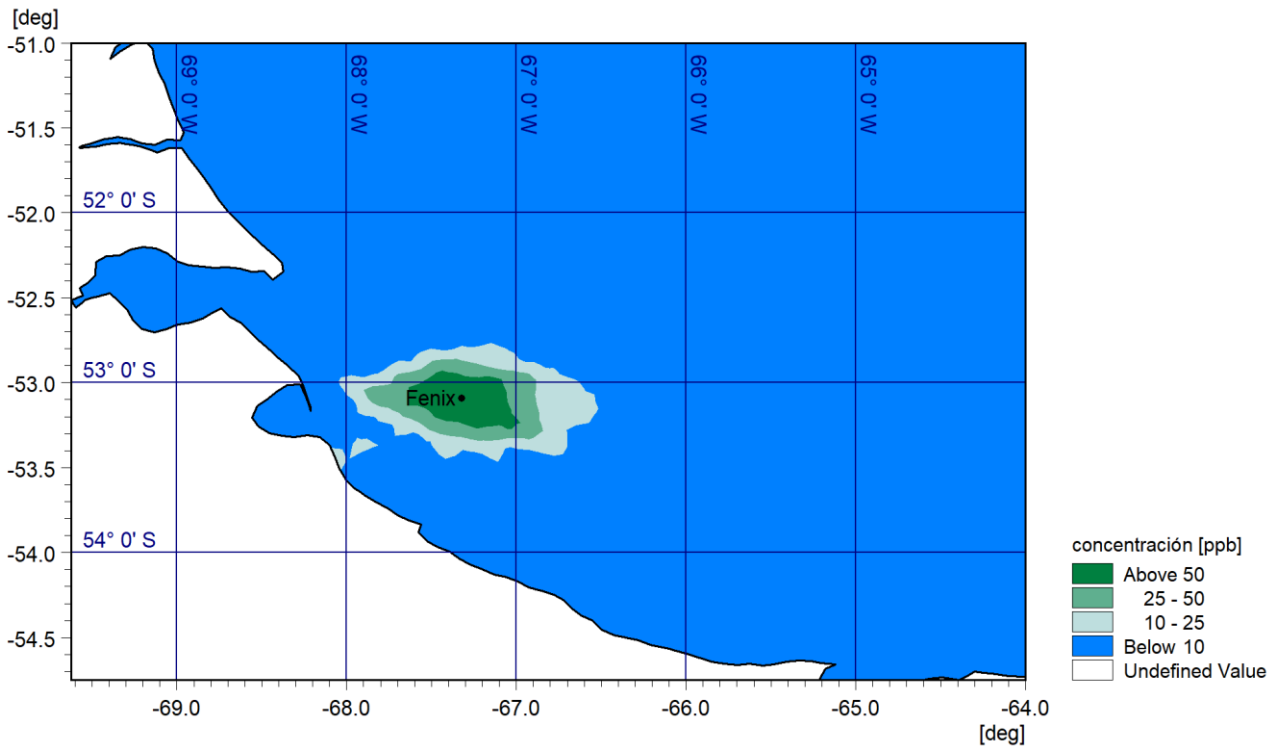 [deg]
-51.0
69° 0' W
68° 0' W
67° 0' W
66° 0' W
65° 0' W
-51.5
52° 0' S
-52.0
-52.5
53° 0' S
-53.0
Fenix
-53.5
54° 0' S
-54.0
-54.5
-69.0 -68.0 -67.0 -66.0 -65.0 -64.0
[deg]
concentración [ppb]
Above 50
25 - 50
10 - 25
Below 10
Undefined Value